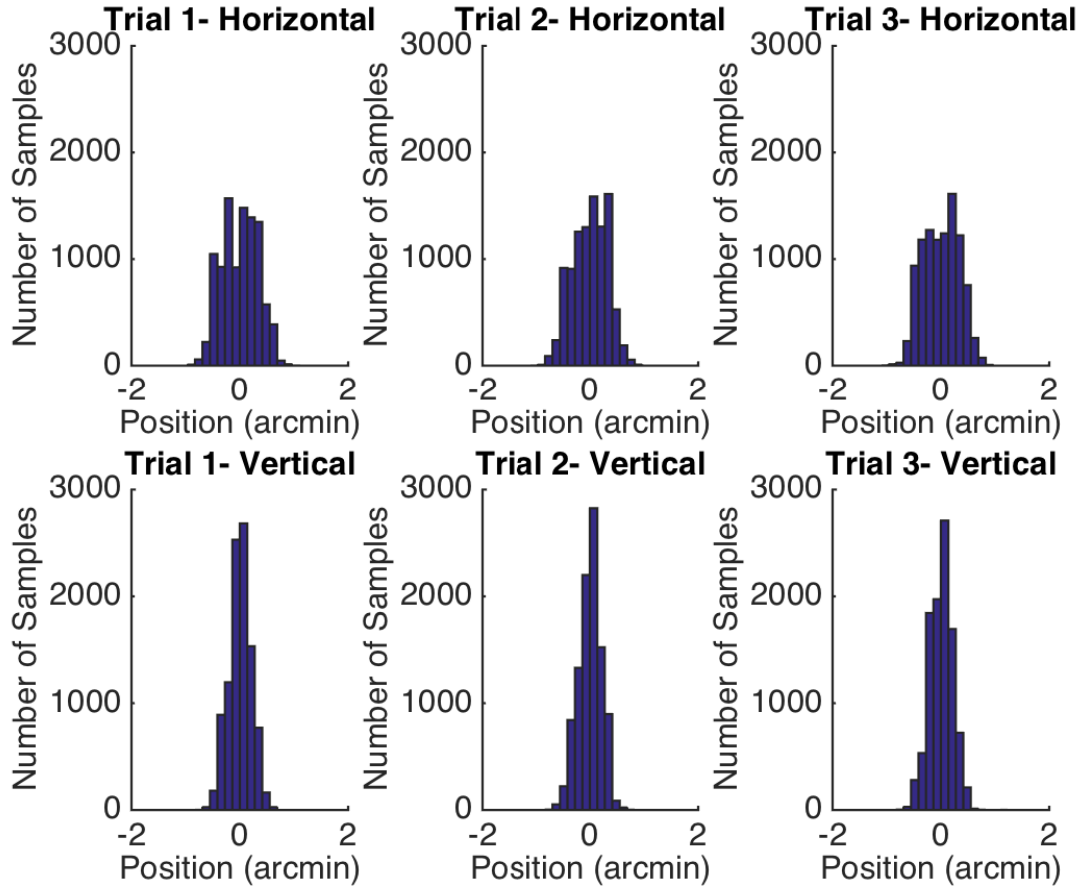 Trial 1- Horizontal
3000
2000
1000
0
Number of Samples
-2 0 2
Position (arcmin)
Trial 2- Horizontal
3000
2000
1000
0
Number of Samples
-2 0 2
Position (arcmin)
Trial 3- Horizontal
3000
2000
1000
0
Number of Samples
-2 0 2
Position (arcmin)
Trial 1- Vertical
3000
2000
1000
0
Number of Samples
-2 0 2
Position (arcmin)
Trial 2- Vertical
3000
2000
1000
0
Number of Samples
-2 0 2
Position (arcmin)
Trial 3- Vertical
3000
2000
1000
0
Number of Samples
-2 0 2
Position (arcmin)